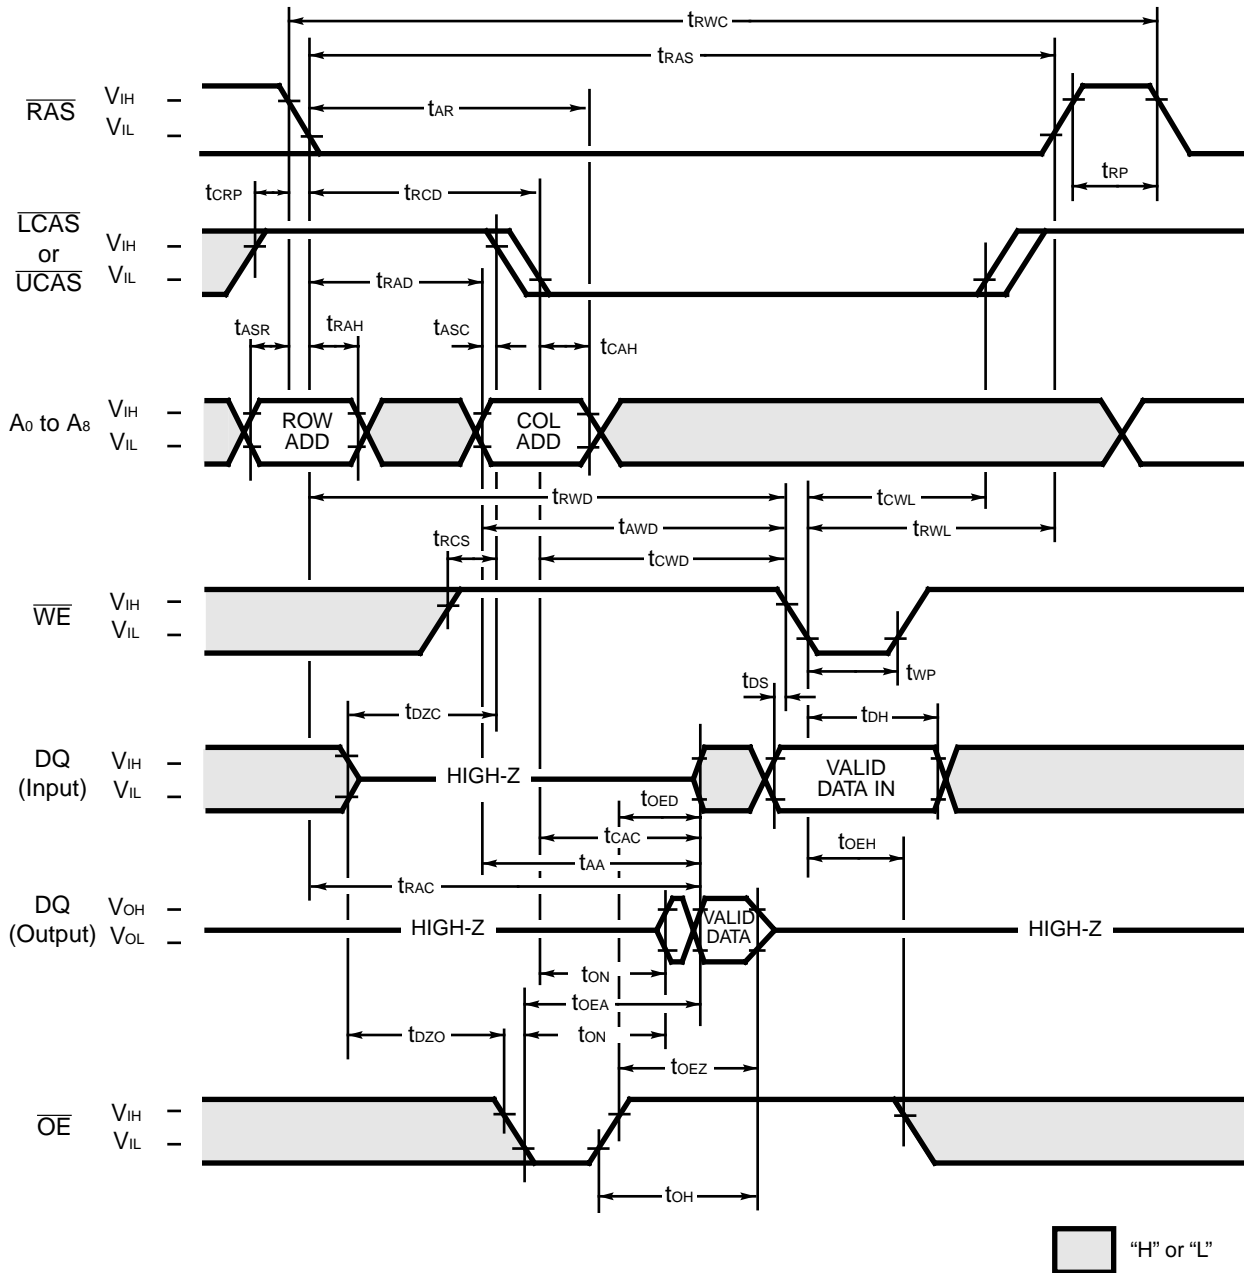 tRWC
tRAS
RAS
VIH
VIL
tAR
tRP
tCRP
tRCD
LCAS
or
UCAS
VIH
VIL
tRAD
tASR
tRAH
tASC
tCAH
A0 to A8
VIH
VIL
ROW
ADD
COL
ADD
tRWD
tCWL
tAWD
tRWL
tRCS
tCWD
WE
VIH
VIL
tWP
tDS
tDZC
tDH
DQ
(Input)
VIH
VIL
HIGH-Z
VALID
DATA IN
tOED
tCAC
tOEH
tAA
tRAC
DQ
(Output)
VOH
VOL
HIGH-Z
VALID
DATA
HIGH-Z
tON
tOEA
tDZO
tON
tOEZ
OE
VIH
VIL
tOH
“H” or “L”